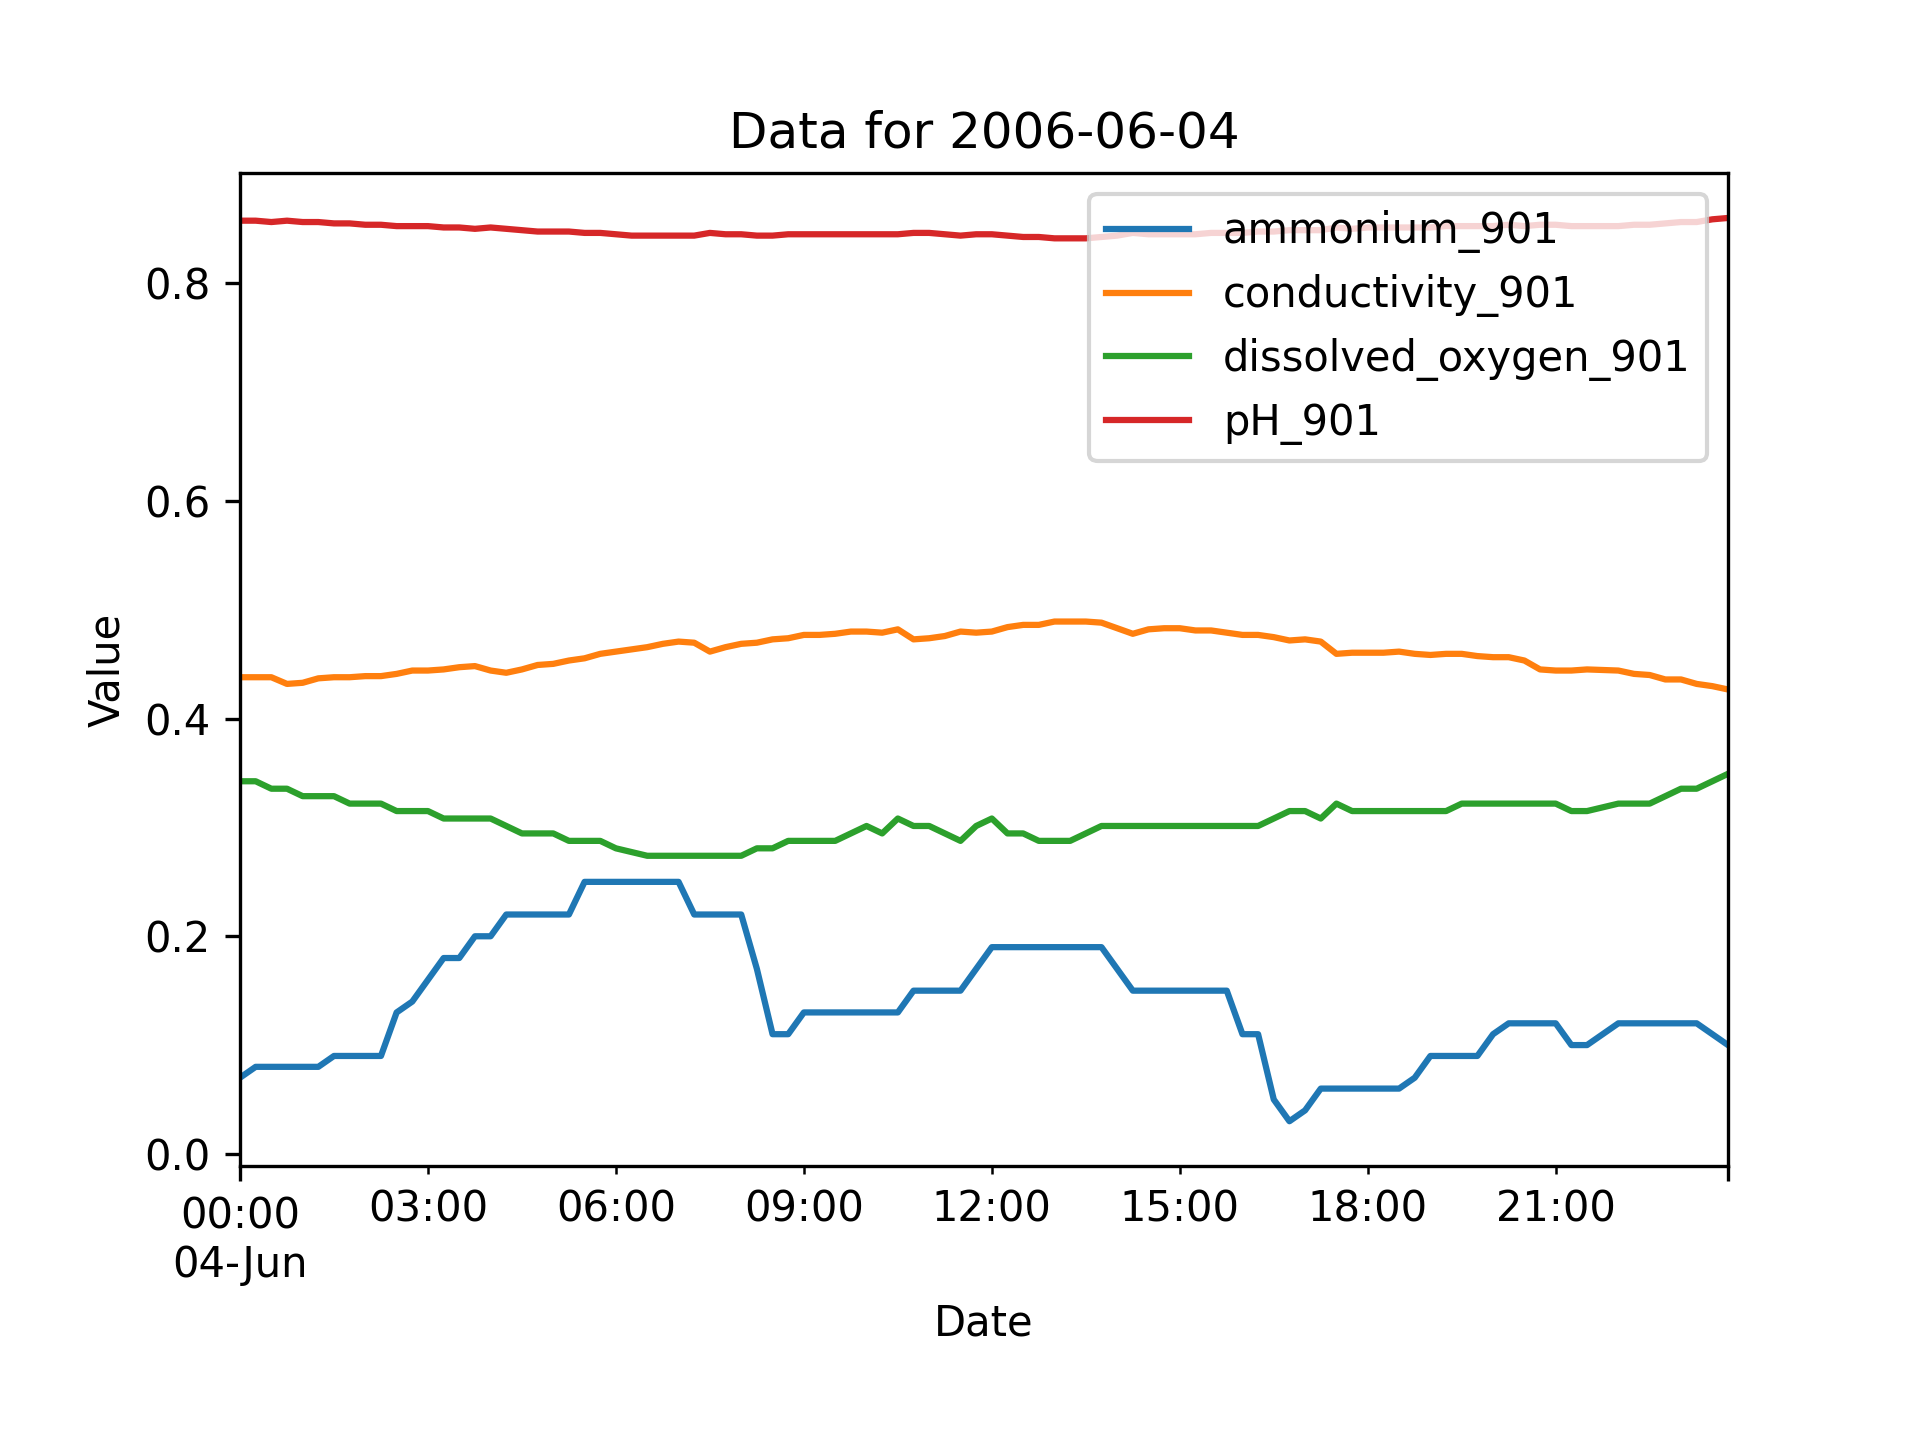 Data for 2006-06-04
ammonium_901
conductivity_901
dissolved_oxygen_901
pH_901
Value
0.8
0.6
0.4
0.2
0.0
00:00 03:00 06:00 09:00 12:00 15:00 18:00 21:00
04-Jun
Date